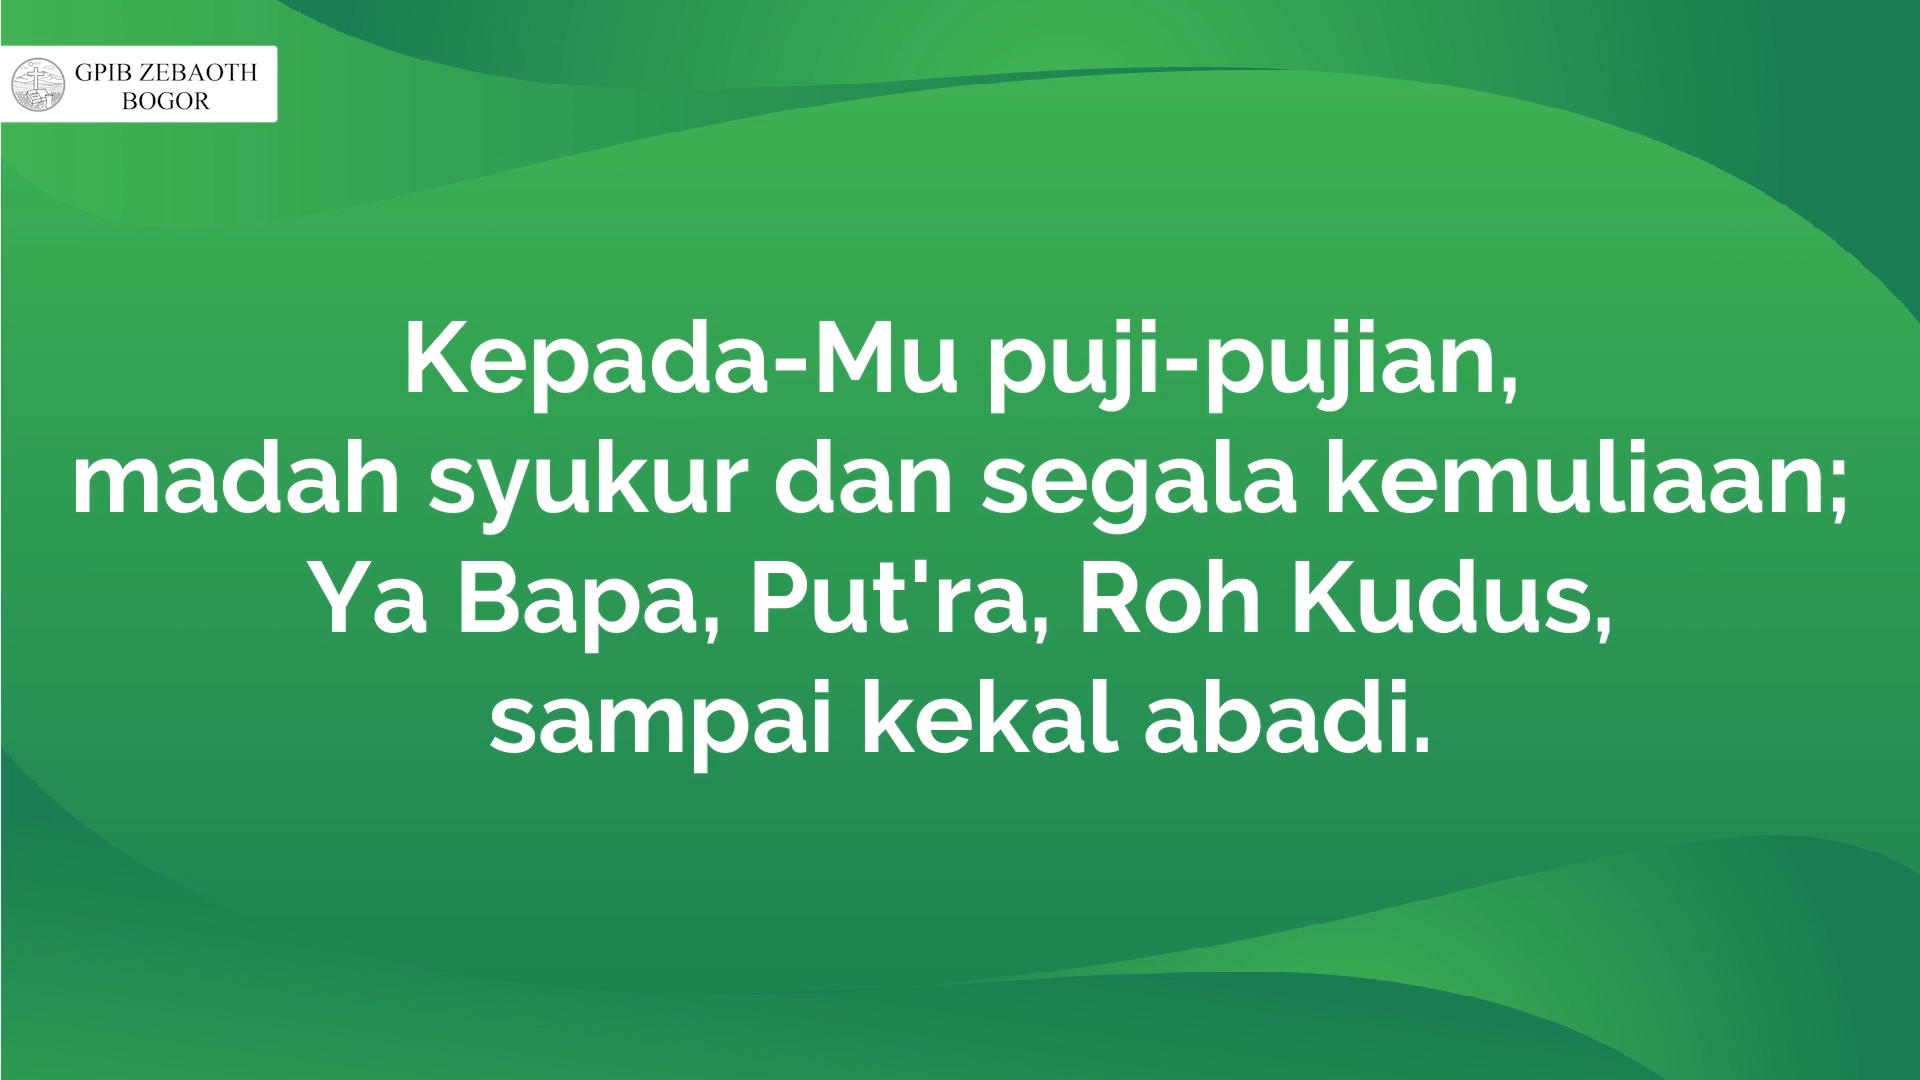 GPIB ZEBAOTH
BOGOR
Kepada-Mu puji-pujian,
madah syukur dan segala kemuliaan;
Ya Bapa, Put'ra, Roh Kudus,
sampai kekal abadi.